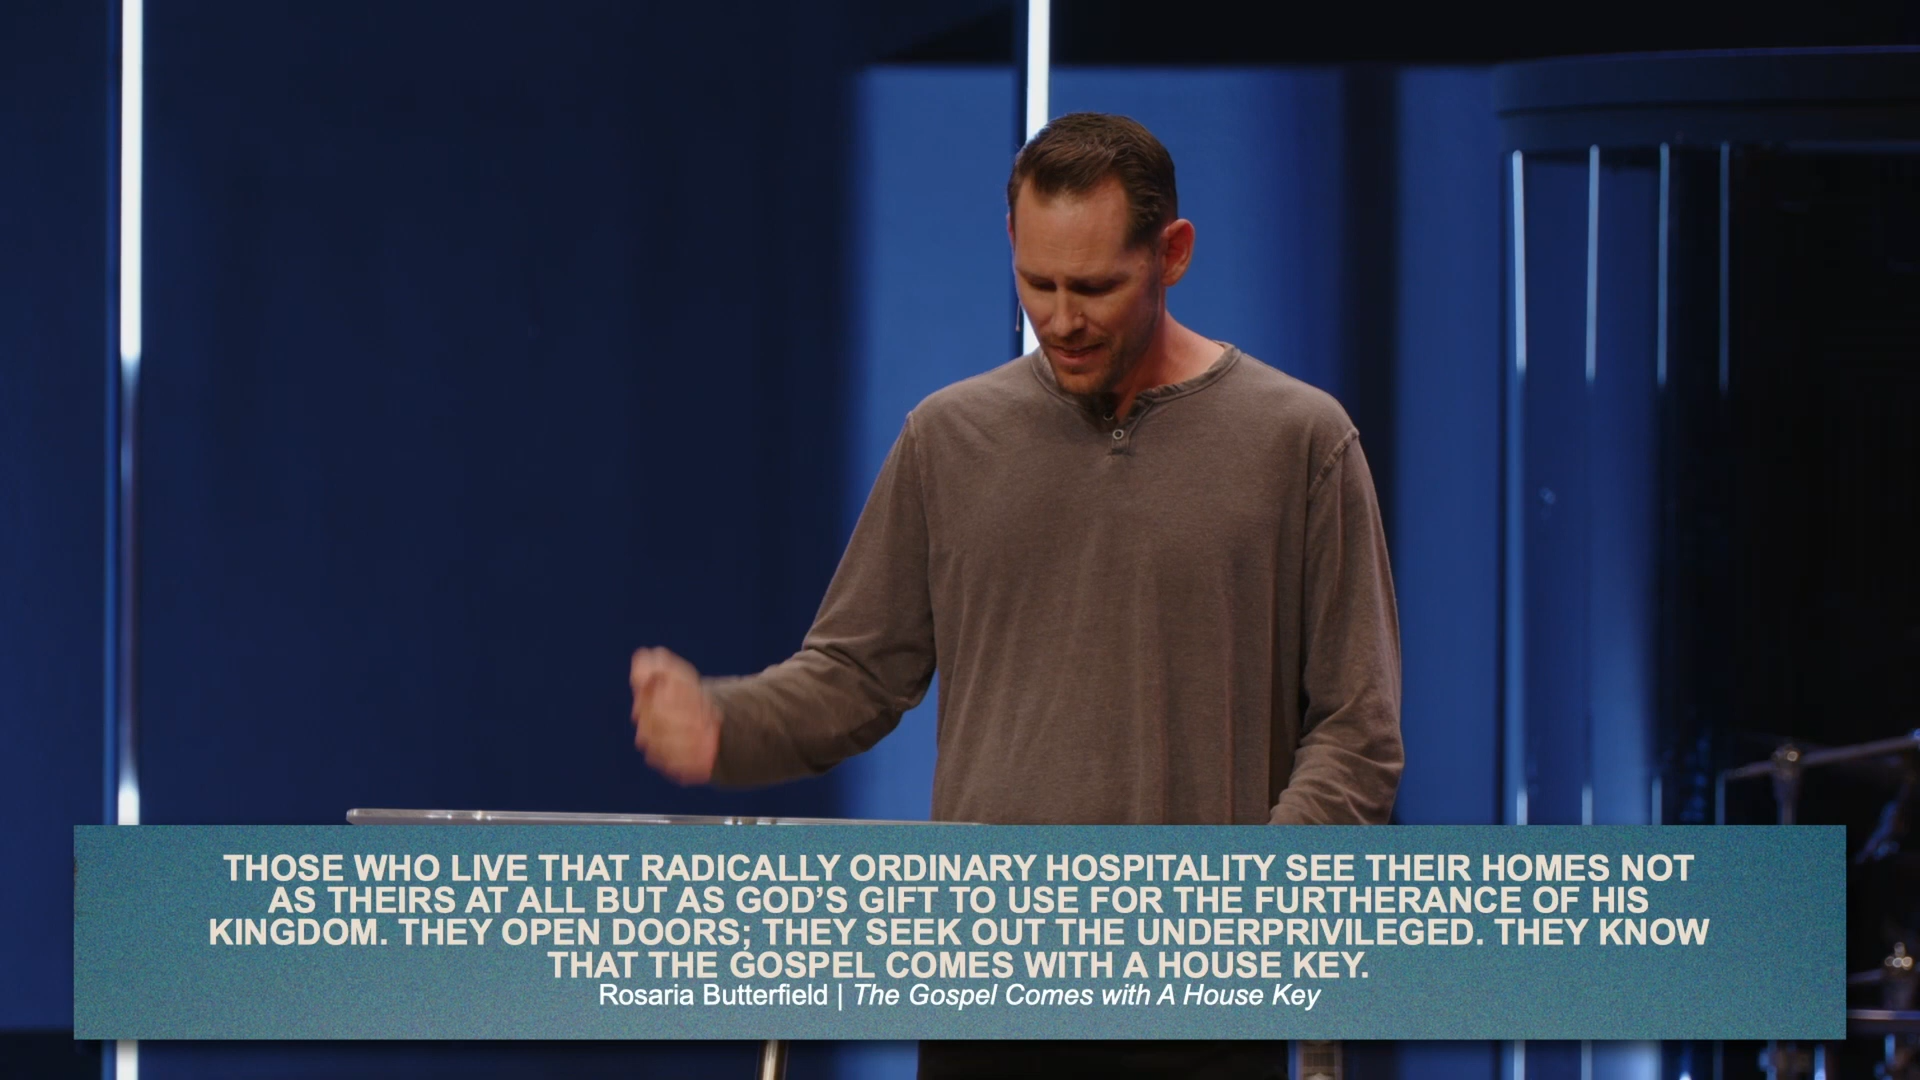 THOSE WHO LIVE THAT RADICALLY ORDINARY HOSPITALITY SEE THEIR HOMES NOT
AS THEIRS AT ALL BUT AS GOD’S GIFT TO USE FOR THE FURTHERANCE OF HIS
KINGDOM. THEY OPEN DOORS; THEY SEEK OUT THE UNDERPRIVILEGED. THEY KNOW
THAT THE GOSPEL COMES WITH A HOUSE KEY.
Rosaria Butterfield | The Gospel Comes with A House Key